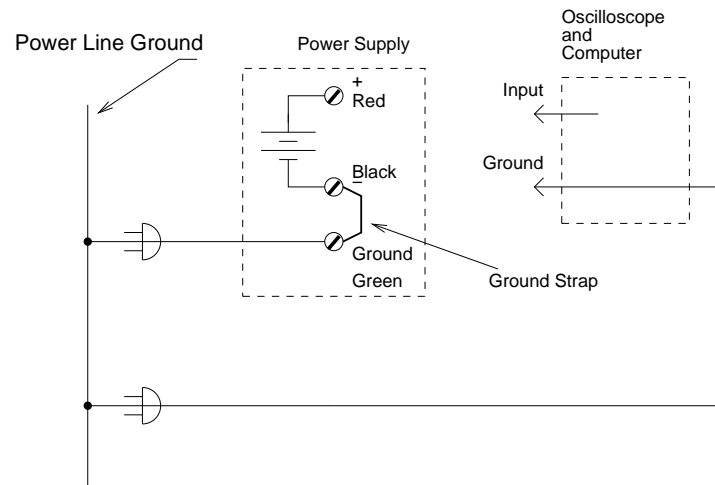 Oscilloscope
and
Computer
Power Line Ground
Power Supply
+
Red
Input
Ground
Black
−
Ground
Green
Ground Strap